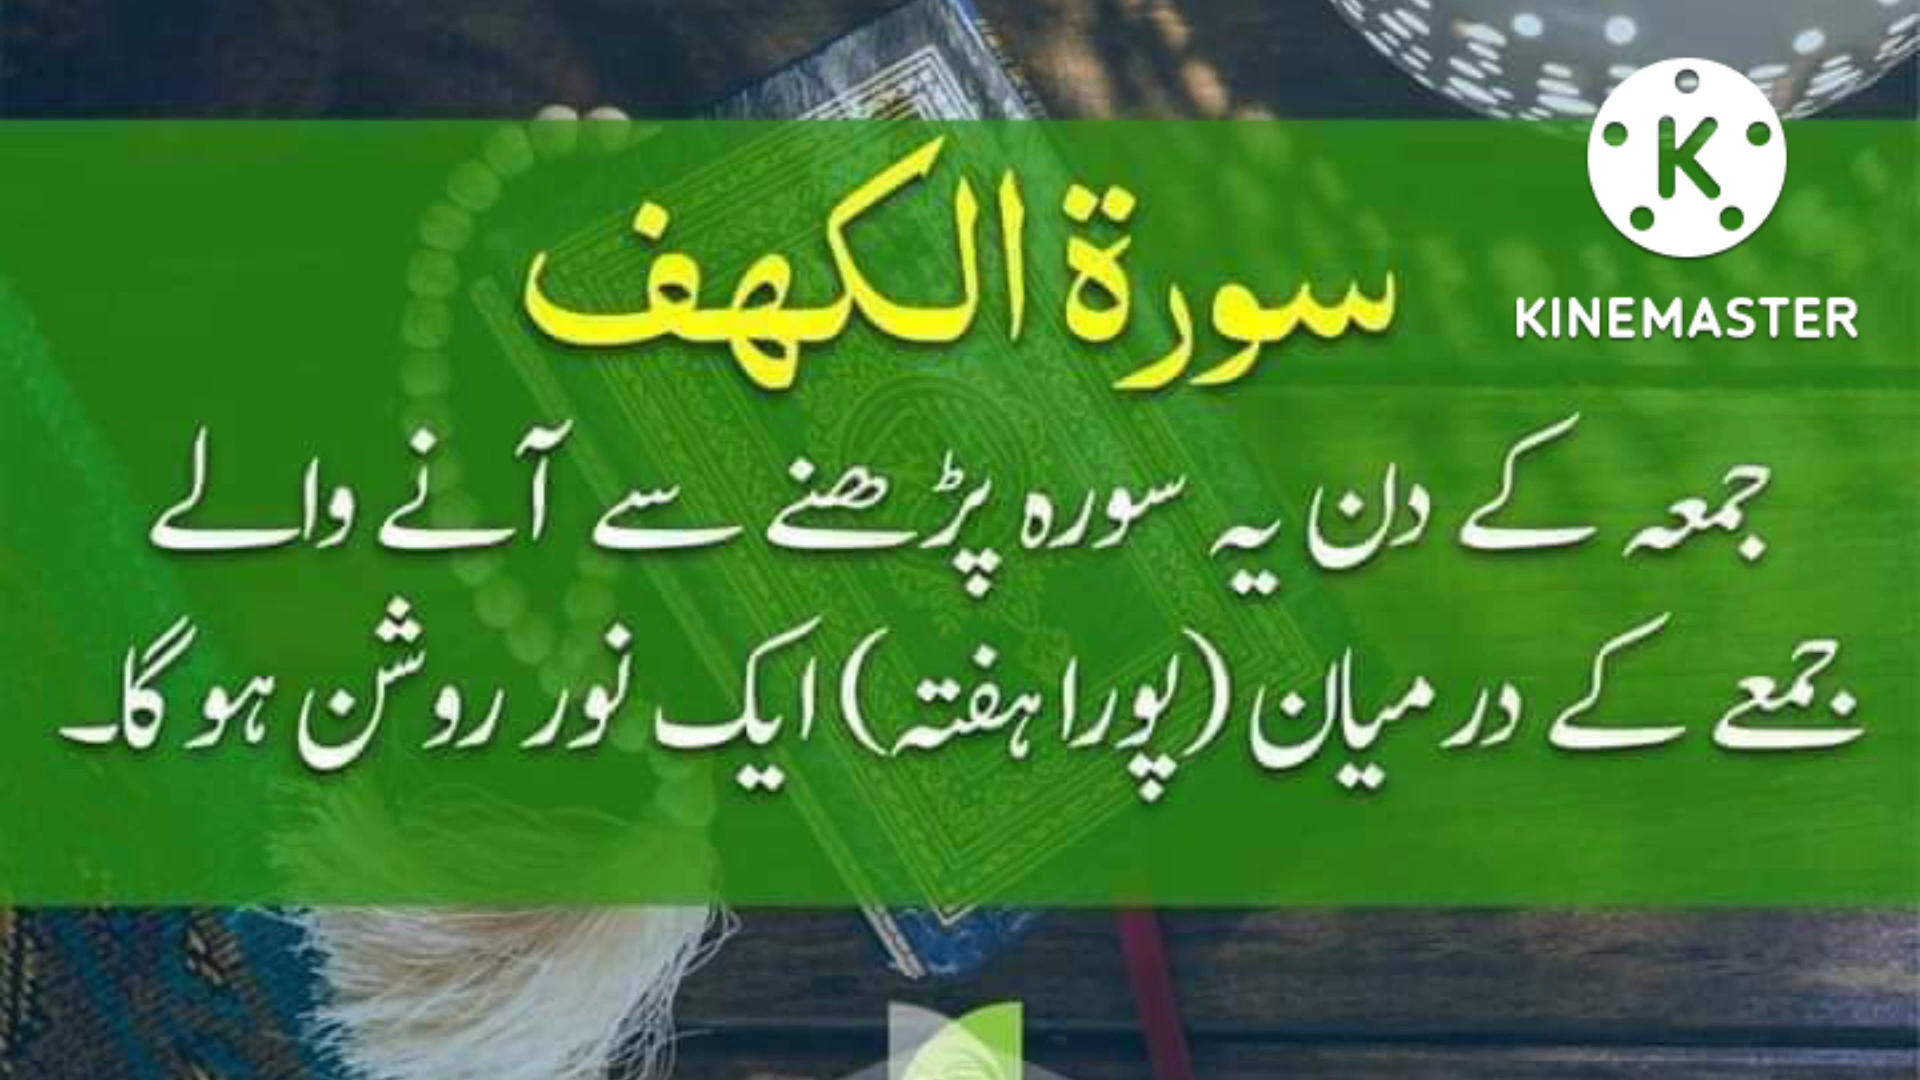 سورۃ الکھف
جمعہ کے دن یہ سورہ پڑھنے سے آنے والے
جمعے کے درمیان (پورا ہفتہ) ایک نور روشن ہو گا۔
K
KINEMASTER